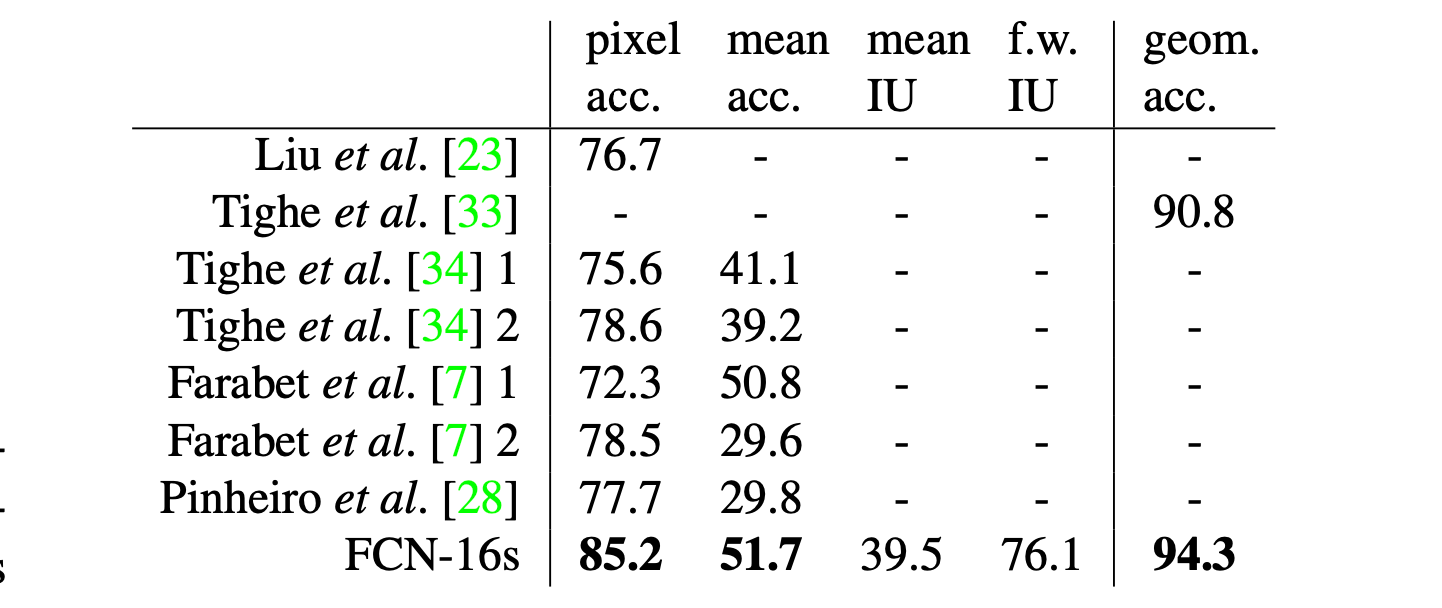 pixel mean mean f.w. geom.
acc. acc. IU IU acc.
Liu et al. [23] 76.7 - - - -
Tighe et al. [33] - - - - 90.8
Tighe et al. [34] 1 75.6 41.1 - - -
Tighe et al. [34] 2 78.6 39.2 - - -
Farabet et al. [7] 1 72.3 50.8 - - -
Farabet et al. [7] 2 78.5 29.6 - - -
Pinheiro et al. [28] 77.7 29.8 - - -
FCN-16s 85.2 51.7 39.5 76.1 94.3